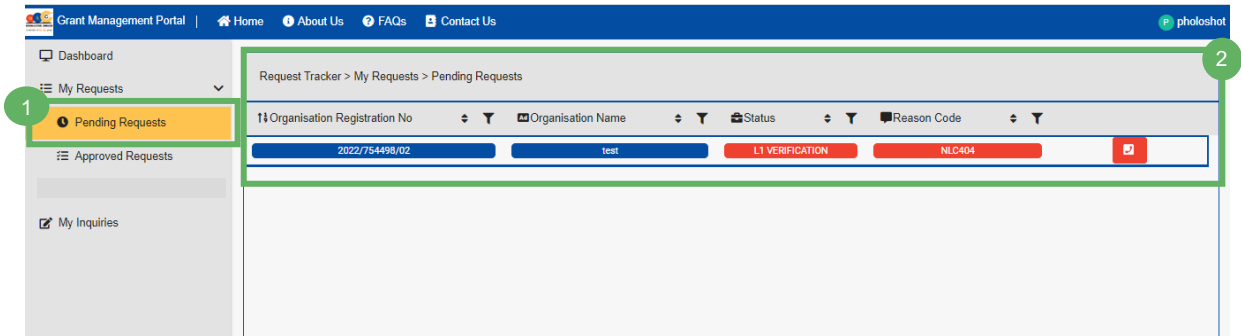 Grant Management Portal | Home About Us FAQs Contact Us P pholoshot
Dashboard
My Requests
1
Pending Requests
Approved Requests
My Inquiries
2
Request Tracker > My Requests > Pending Requests
Organisation Registration No Organisation Name Status Reason Code
2022/754498/02 test L1 VERIFICATION NLC404